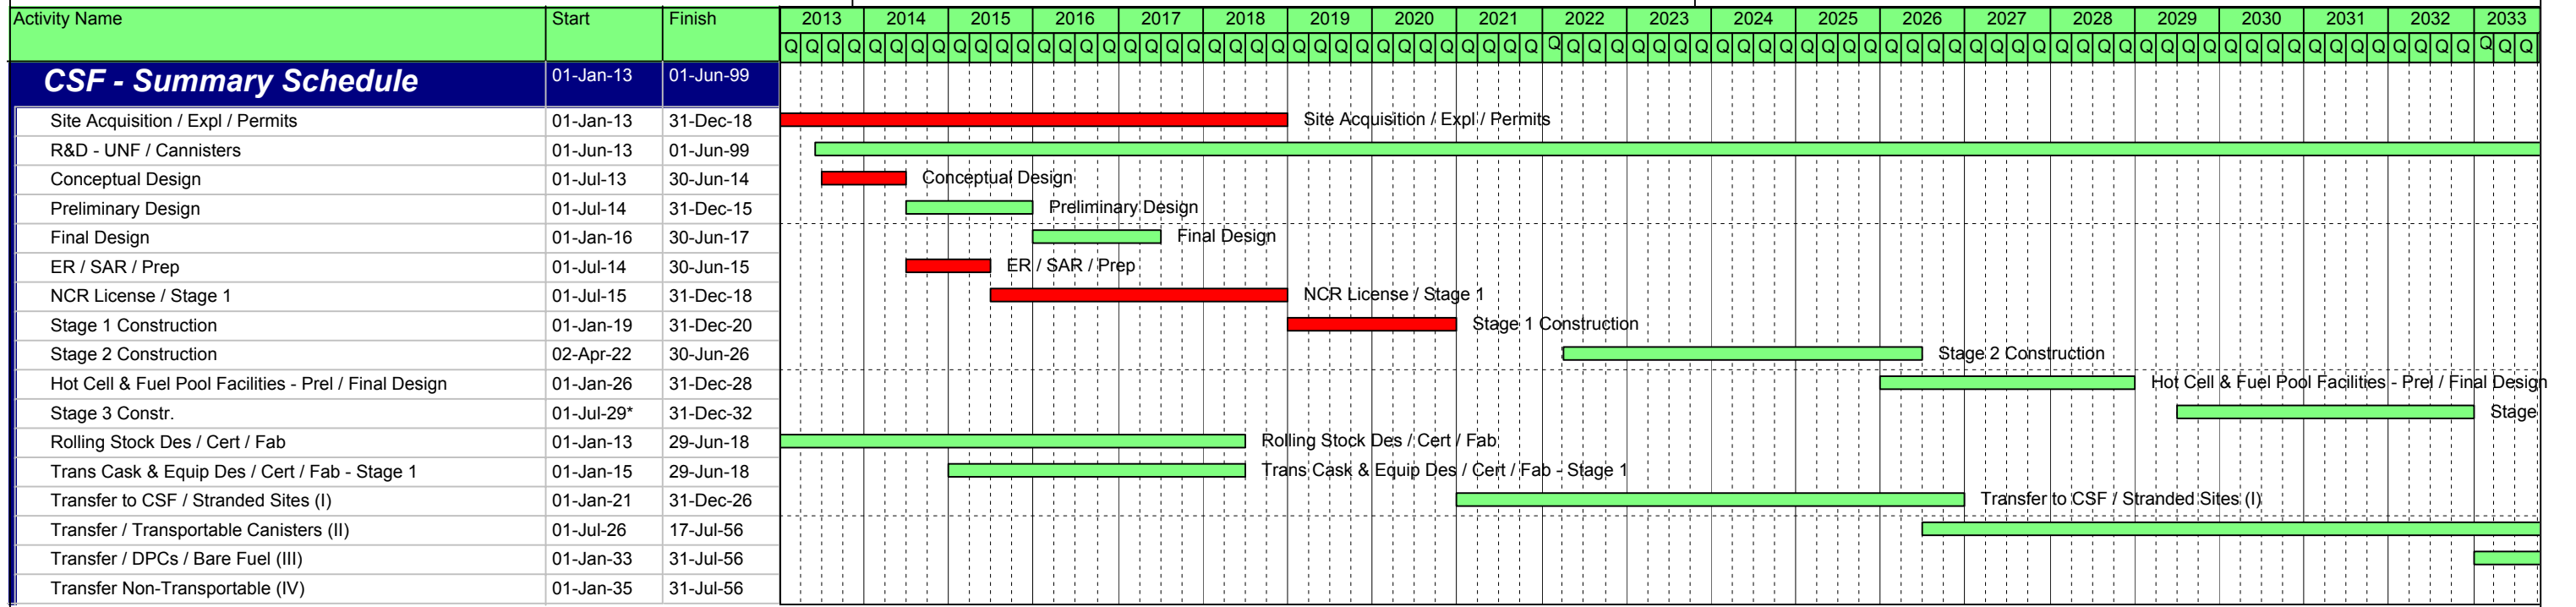 Activity Name Start Finish 2013 2014 2015 2016 2017 2018 2019 2020 2021 2022 2023 2024 2025 2026 2027 2028 2029 2030 2031 2032 2033
Q Q Q Q Q Q Q Q Q Q Q Q Q Q Q Q Q Q Q Q Q Q Q Q Q Q Q Q Q Q Q Q Q Q Q Q Q Q Q Q Q Q Q Q Q Q Q Q Q Q Q Q Q Q Q Q Q Q Q Q Q Q Q Q Q Q Q Q Q Q Q Q Q Q Q Q Q Q Q Q Q Q Q
CSF - Summary Schedule 01-Jan-13 01-Jun-99
Site Acquisition / Expl / Permits 01-Jan-13 31-Dec-18 Site Acquisition / Expl / Permits
R&D - UNF / Cannisters 01-Jun-13 01-Jun-99
Conceptual Design 01-Jul-13 30-Jun-14 Conceptual Design
Preliminary Design 01-Jul-14 31-Dec-15 Preliminary Design
Final Design 01-Jan-16 30-Jun-17 Final Design
ER / SAR / Prep 01-Jul-14 30-Jun-15 ER / SAR / Prep
NCR License / Stage 1 01-Jul-15 31-Dec-18 NCR License / Stage 1
Stage 1 Construction 01-Jan-19 31-Dec-20 Stage 1 Construction
Stage 2 Construction 02-Apr-22 30-Jun-26 Stage 2 Construction
Hot Cell & Fuel Pool Facilities - Prel / Final Design 01-Jan-26 31-Dec-28 Hot Cell & Fuel Pool Facilities - Prel / Final Design
Stage 3 Constr. 01-Jul-29* 31-Dec-32 Stage
Rolling Stock Des / Cert / Fab 01-Jan-13 29-Jun-18 Rolling Stock Des / Cert / Fab
Trans Cask & Equip Des / Cert / Fab - Stage 1 01-Jan-15 29-Jun-18 Trans Cask & Equip Des / Cert / Fab - Stage 1
Transfer to CSF / Stranded Sites (I) 01-Jan-21 31-Dec-26 Transfer to CSF / Stranded Sites (I)
Transfer / Transportable Canisters (II) 01-Jul-26 17-Jul-56
Transfer / DPCs / Bare Fuel (III) 01-Jan-33 31-Jul-56
Transfer Non-Transportable (IV) 01-Jan-35 31-Jul-56